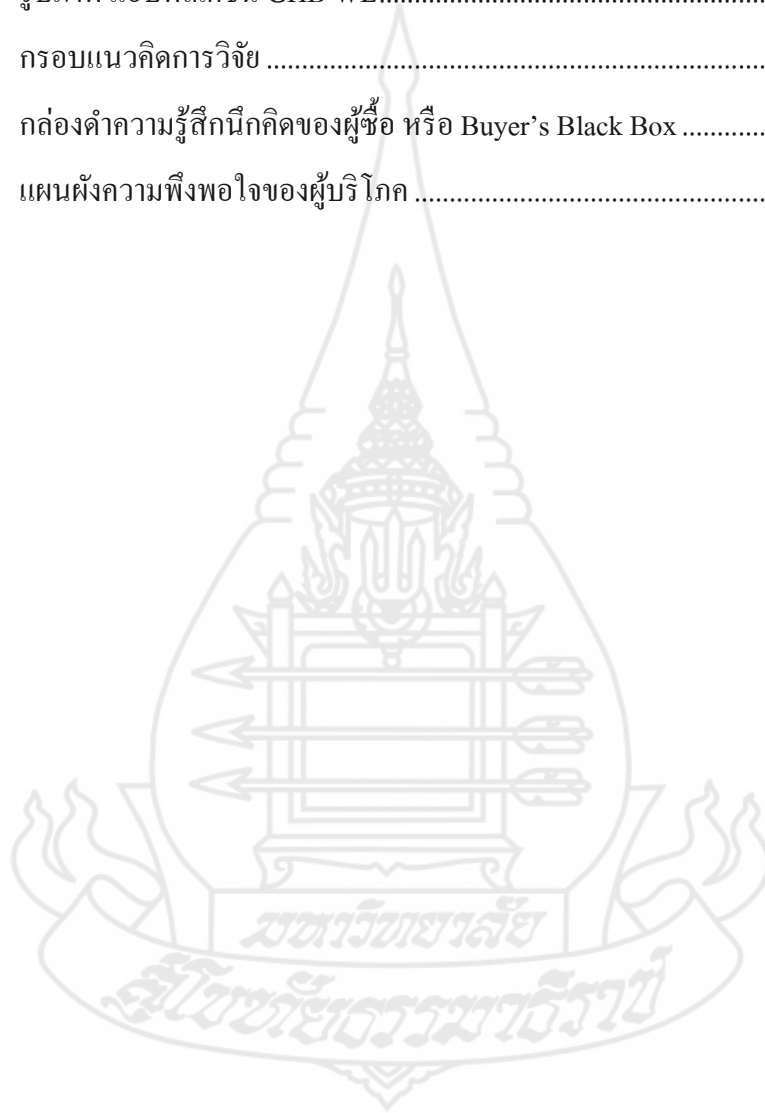 กรอบแนวคิดการวิจัย ..........................................................................
กล่องดำความรู้สึกนึกคิดของผู้ซื้อ หรือ Buyer’s Black Box ............
แผนผังความพึงพอใจของผู้บริโภค ....................................................
มหาวิทยาลัย
สุโขทัยธรรมาธิราช